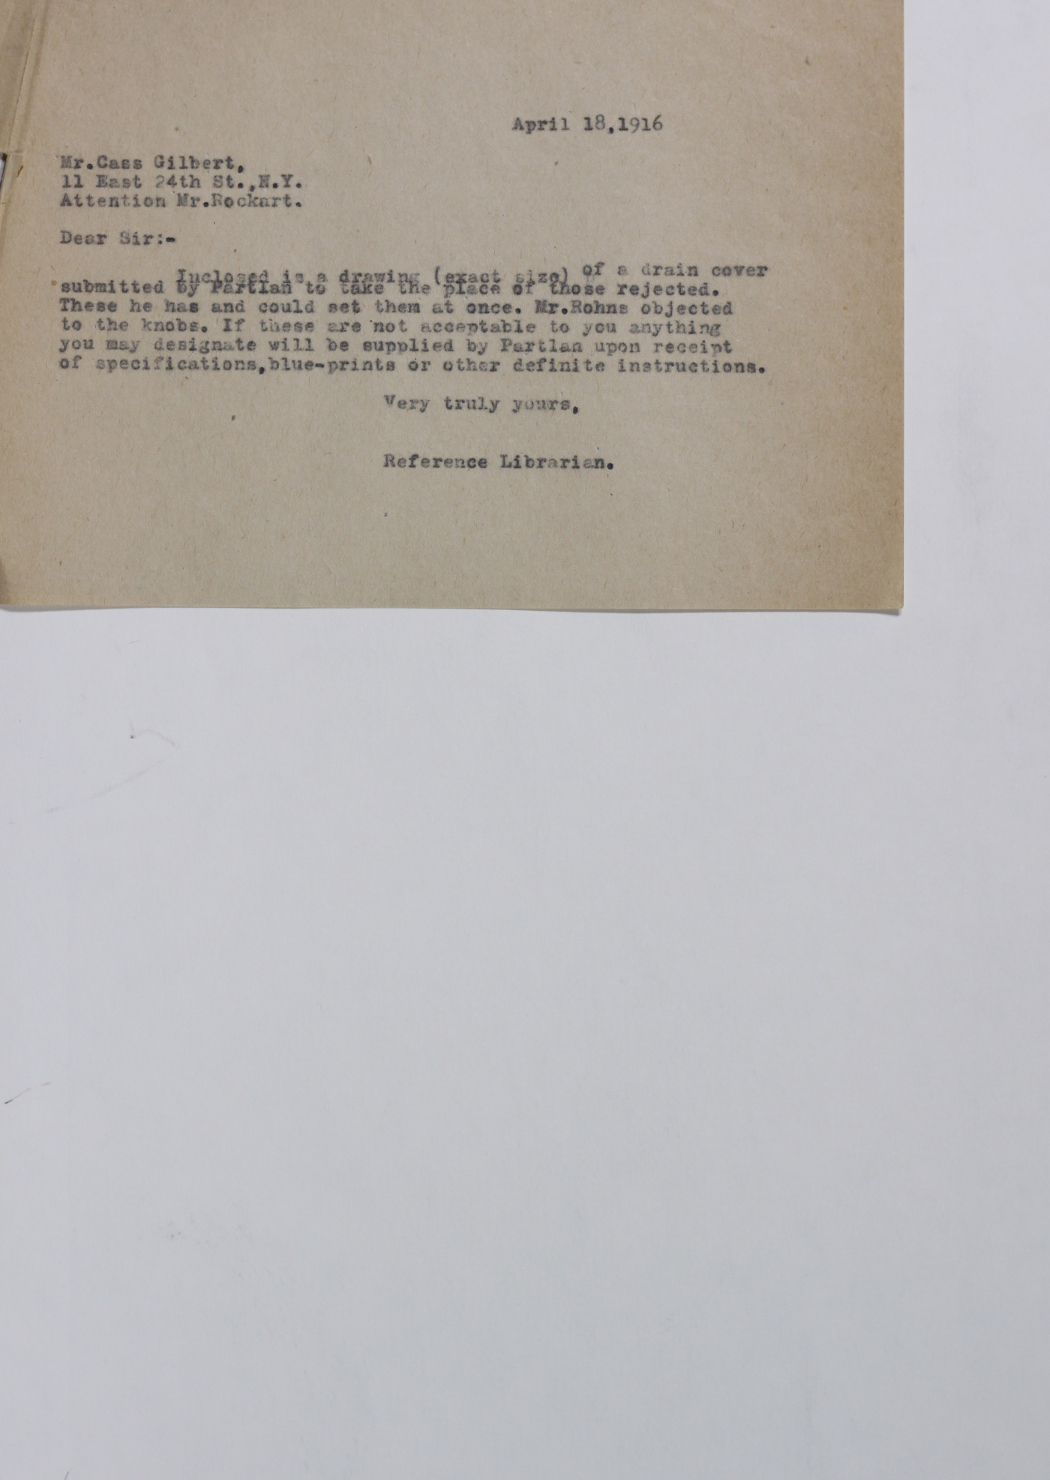 April 18,1916
Mr.Cass Gilbert,
11 East 24th St.,N.Y.
Attention Mr.Rockart.
Dear Sir:-
Inclosed is a drawing (exact size) of a drain cover
submitted by Partlan to take the place of those rejected.
These he has and could set them at once. Mr.Rohns objected
to the knobs. If these are not acceptable to you anything
you may designate will be supplied by Partlan upon receipt
of specifications,blue-prints or other definite instructions.
Very truly yours,
Reference Librarian.